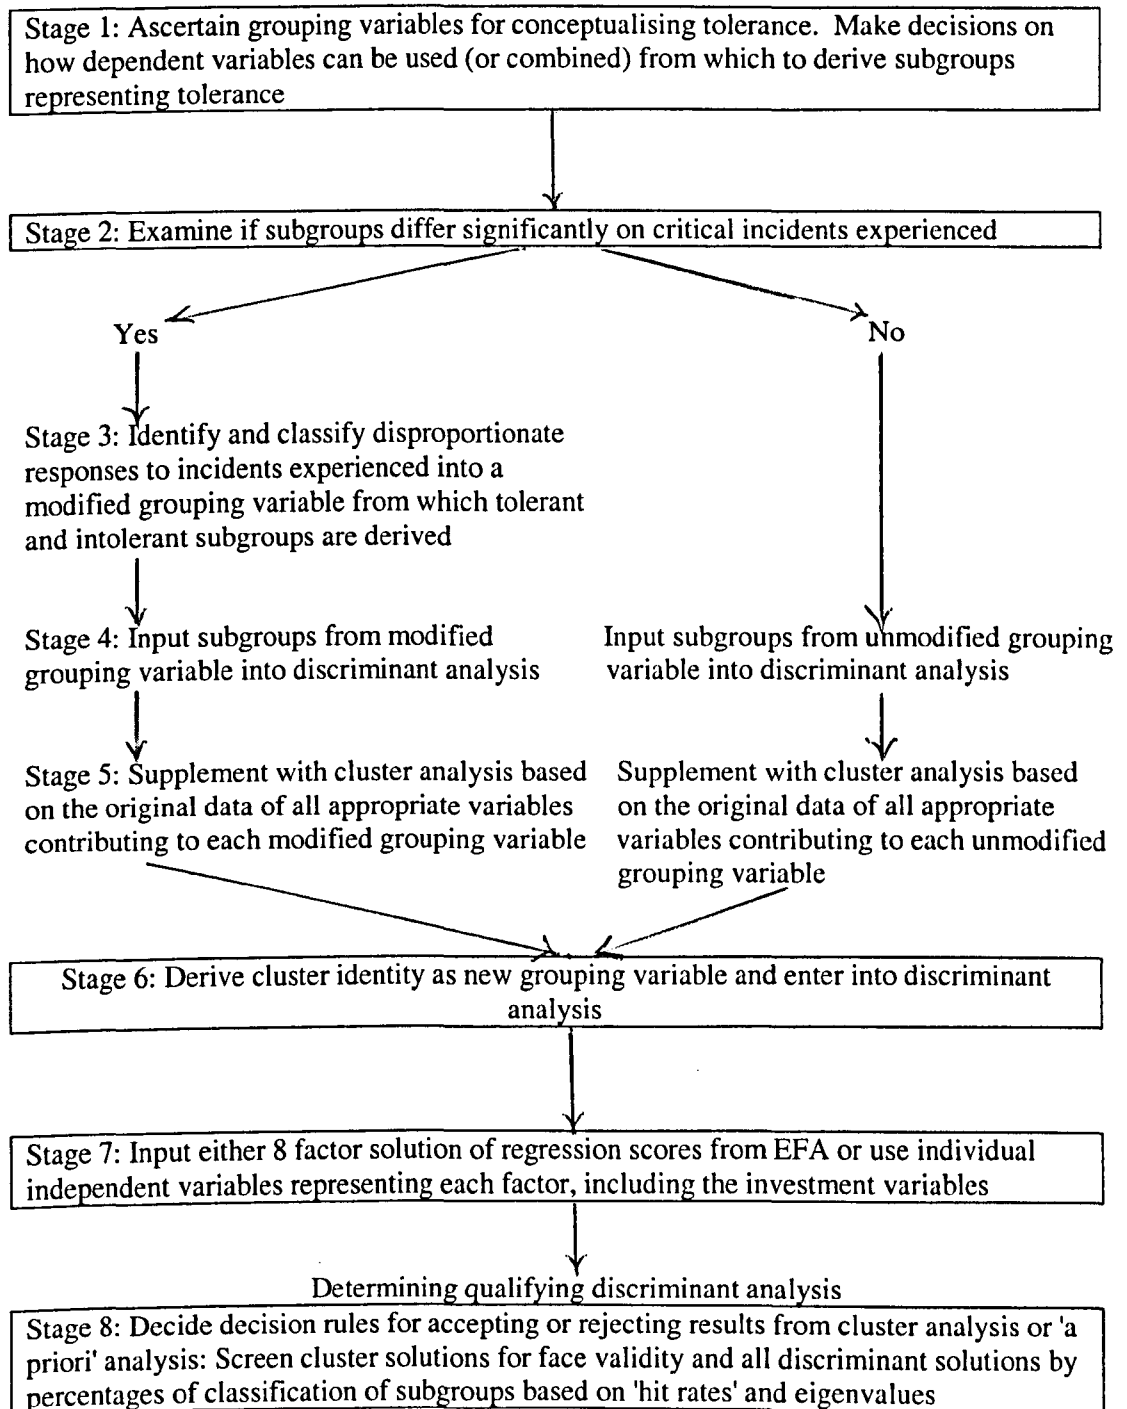 Stage 1: Ascertain grouping variables for conceptualising tolerance. Make decisions on
how dependent variables can be used (or combined) from which to derive subgroups
representing tolerance
Stage 2: Examine if subgroups differ significantly on critical incidents experienced
Yes
No
Stage 3: Identify and classify disproportionate
responses to incidents experienced into a
modified grouping variable from which tolerant
and intolerant subgroups are derived
Stage 4: Input subgroups from modified
grouping variable into discriminant analysis
Input subgroups from unmodified grouping
variable into discriminant analysis
Stage 5: Supplement with cluster analysis based
on the original data of all appropriate variables
contributing to each modified grouping variable
Supplement with cluster analysis based
on the original data of all appropriate
variables contributing to each unmodified
grouping variable
Stage 6: Derive cluster identity as new grouping variable and enter into discriminant
analysis
Stage 7: Input either 8 factor solution of regression scores from EFA or use individual
independent variables representing each factor, including the investment variables
Determining qualifying discriminant analysis
Stage 8: Decide decision rules for accepting or rejecting results from cluster analysis or 'a
priori' analysis: Screen cluster solutions for face validity and all discriminant solutions by
percentages of classification of subgroups based on 'hit rates' and eigenvalues